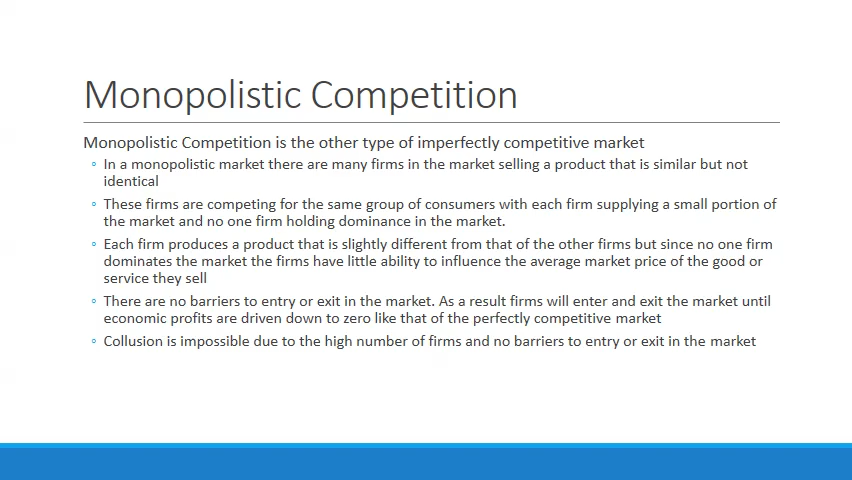 Monopolistic Competition
Monopolistic Competition is the other type of imperfectly competitive market
◦ In a monopolistic market there are many firms in the market selling a product that is similar but not
identical
◦ These firms are competing for the same group of consumers with each firm supplying a small portion of
the market and no one firm holding dominance in the market.
◦ Each firm produces a product that is slightly different from that of the other firms but since no one firm
dominates the market the firms have little ability to influence the average market price of the good or
service they sell
◦ There are no barriers to entry or exit in the market. As a result firms will enter and exit the market until
economic profits are driven down to zero like that of the perfectly competitive market
◦ Collusion is impossible due to the high number of firms and no barriers to entry or exit in the market